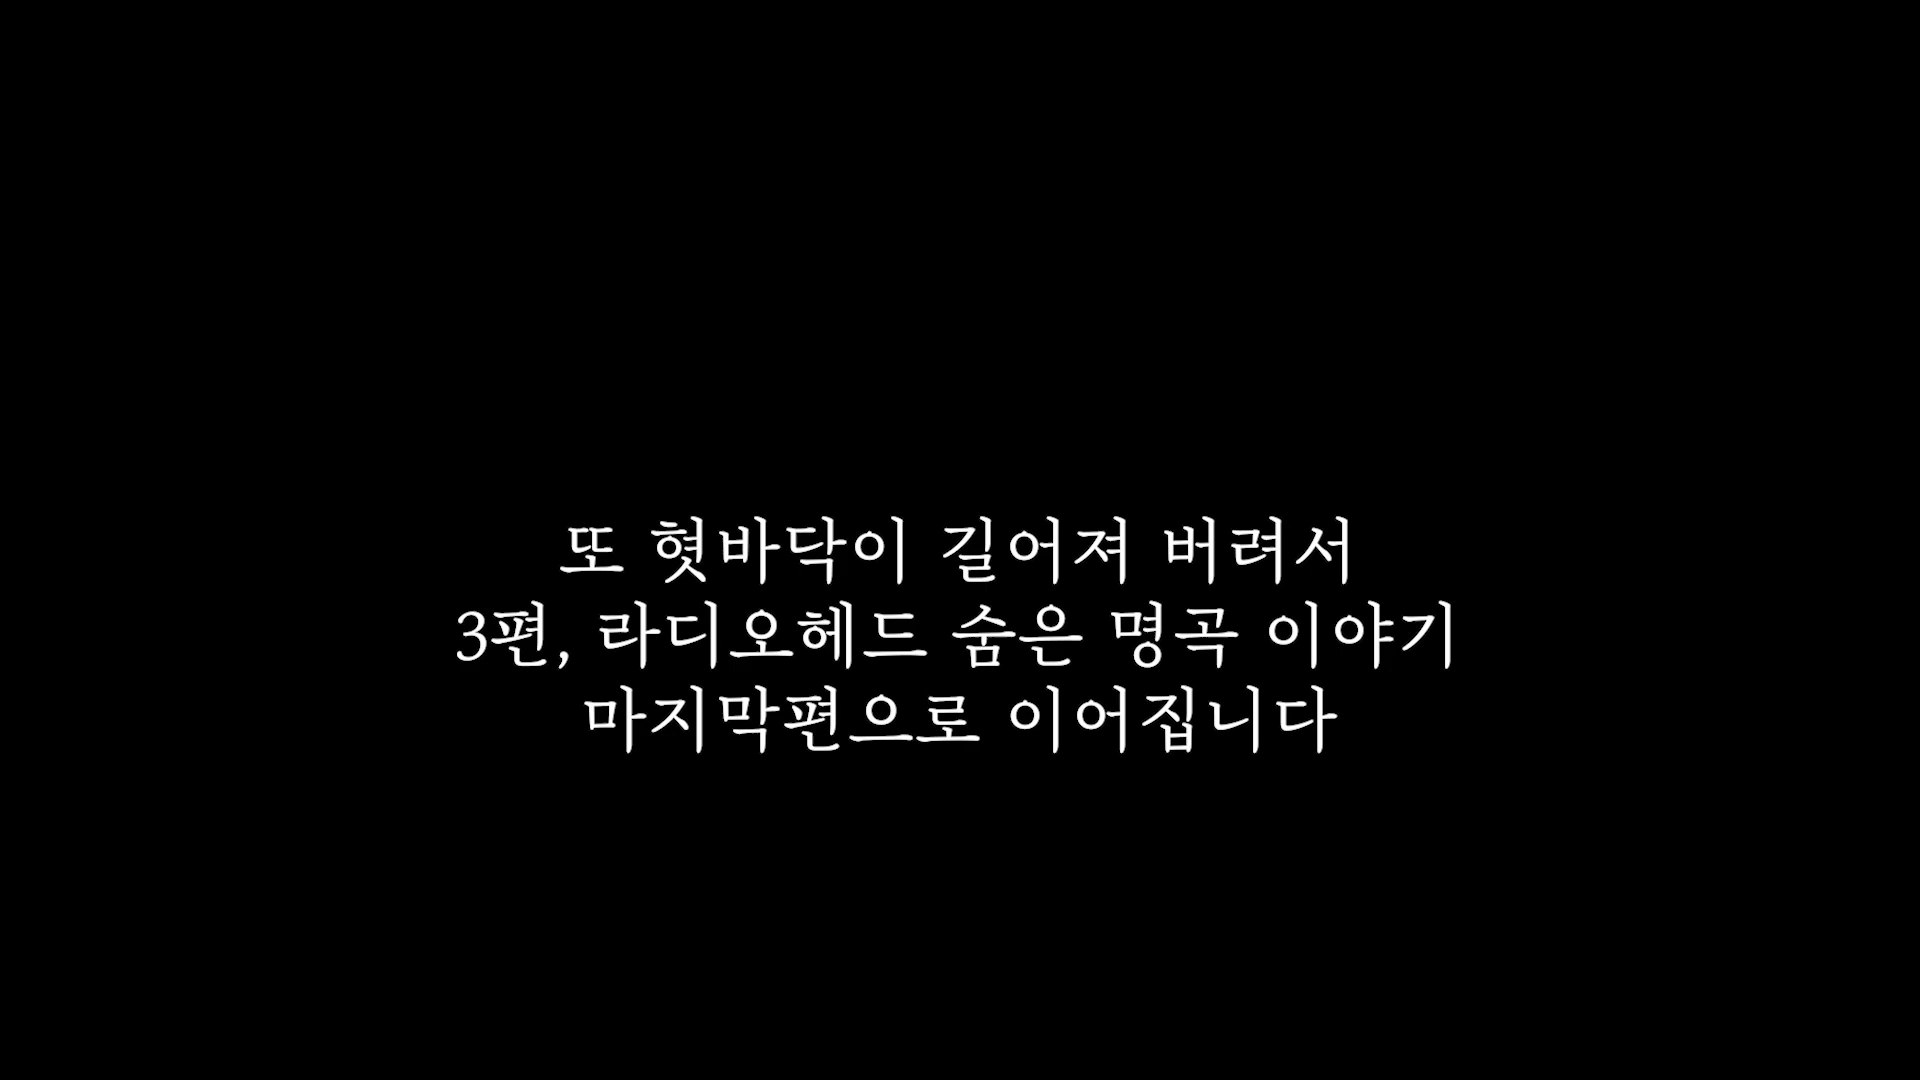 또 혓바닥이 길어져 버려서
3편, 라디오헤드 숨은 명곡 이야기
마지막편으로 이어집니다